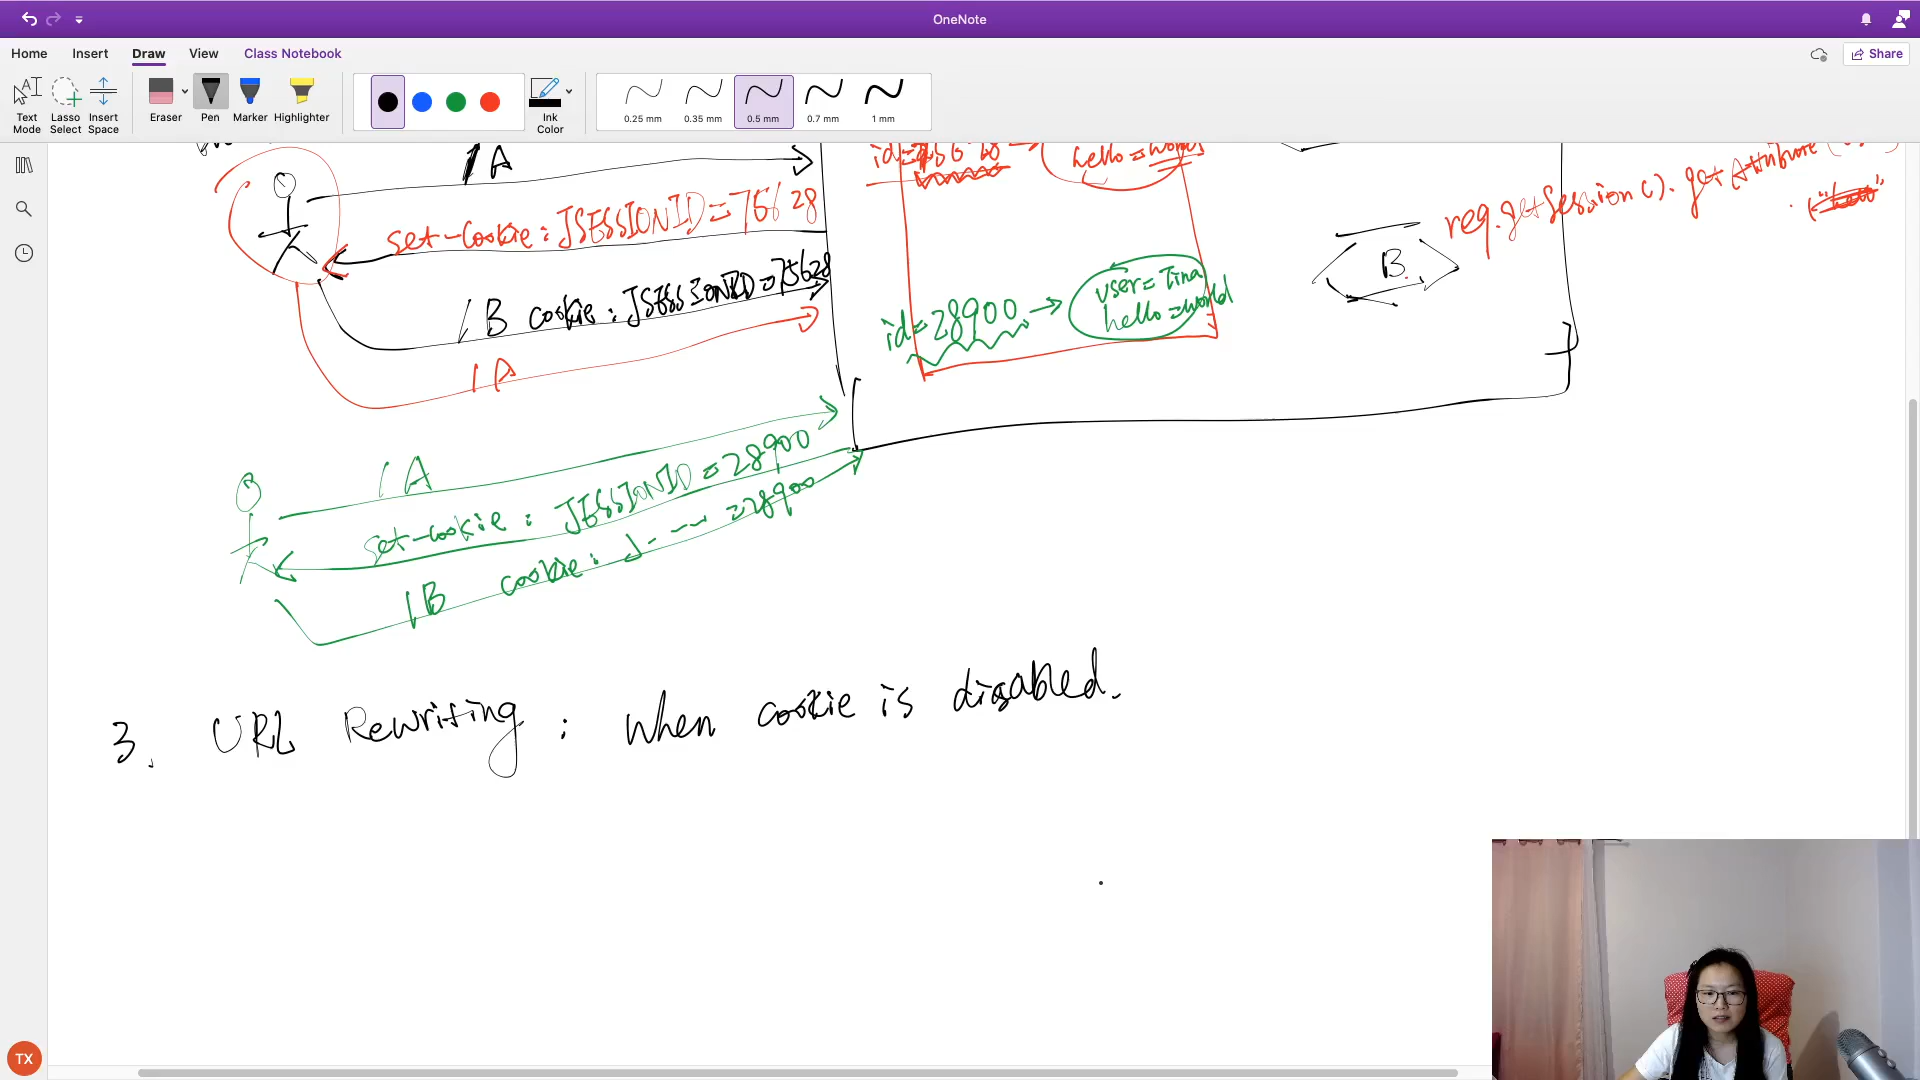 OneNote
Home Insert Draw View Class Notebook
Share
Text Mode
Lasso Select
Insert Space
Eraser
Pen
Marker
Highlighter
Ink Color
0.25 mm
0.35 mm
0.5 mm
0.7 mm
1 mm
/A
set-cookie: JSESSIONID=75628
/B cookie: JSESSIONID=75628
/A
hello=world
id=28900
user=Tina
hello=world
B
req.getSession().getAttribute(
/A
set-cookie: JSESSIONID=28900
/B cookie: J---- =28900
3. URL Rewriting: when cookie is disabled.
TX